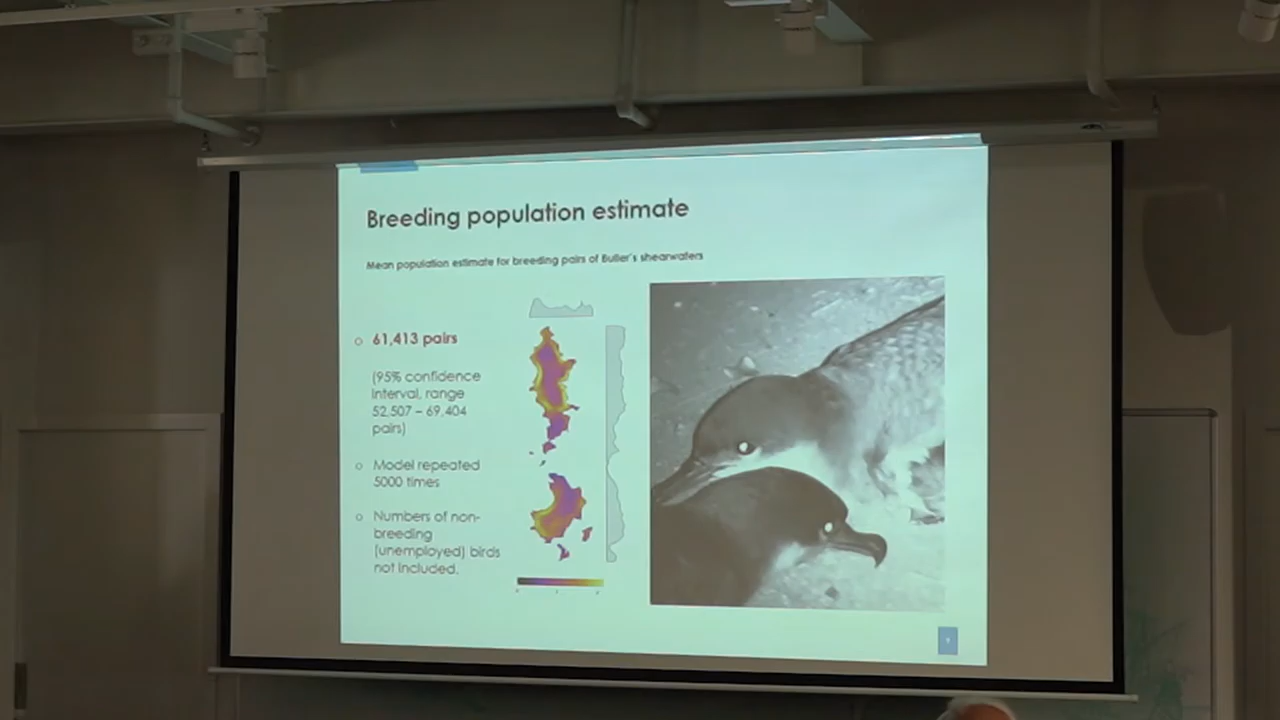 Breeding population estimate
Mean population estimate for breeding pairs of Buller's shearwaters
61,413 pairs
(95% confidence
interval, range
52,507 – 69,404
pairs)
Model repeated
5000 times
Numbers of non-
breeding
(unemployed) birds
not included.